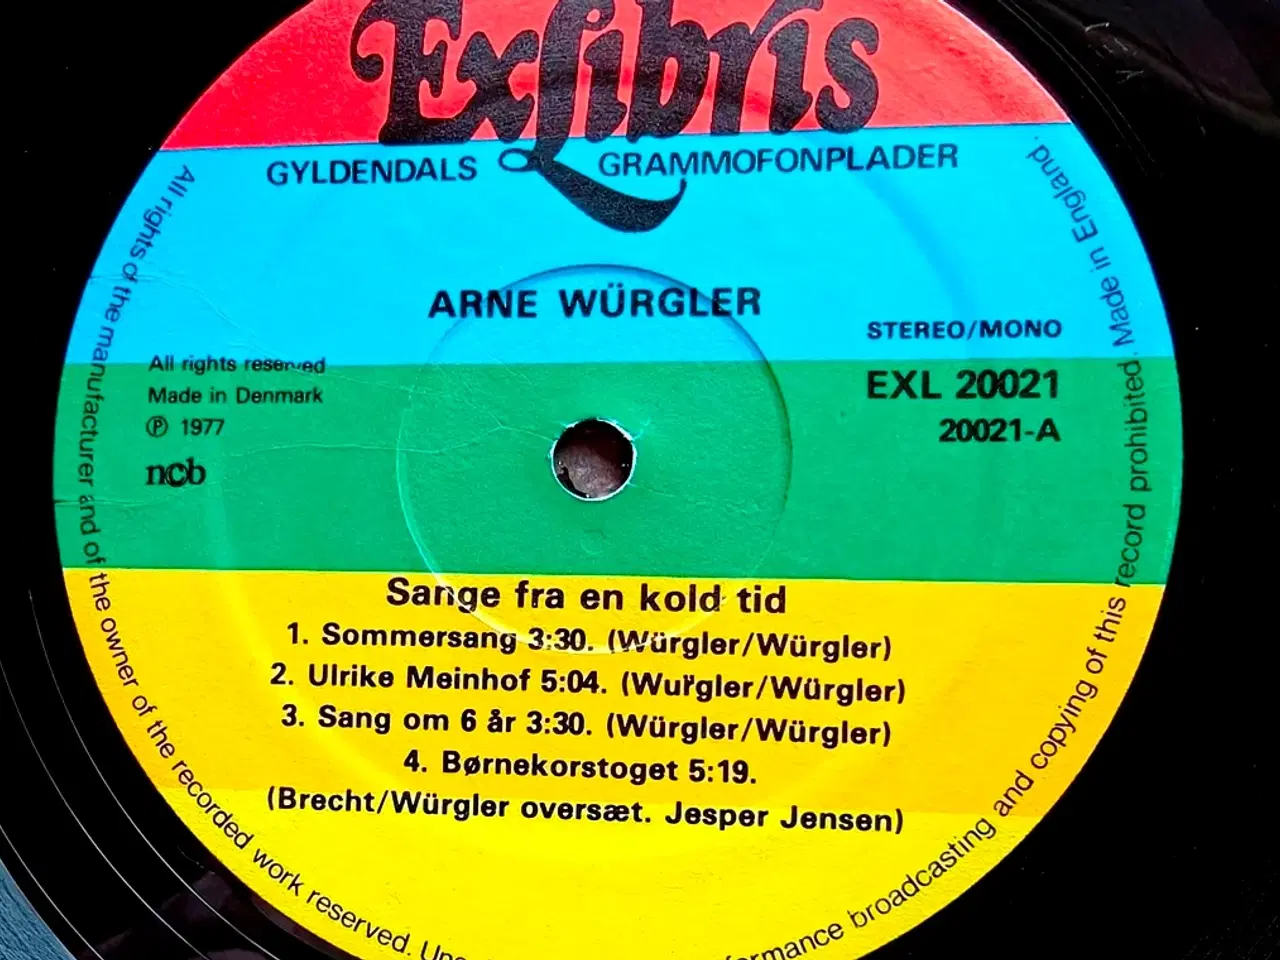 ExLibris
GYLDENDALS GRAMMOFONPLADER
ARNE WÜRGLER
STEREO/MONO
All rights reserved
Made in Denmark
℗ 1977
ncb
EXL 20021
20021-A
Sange fra en kold tid
1. Sommersang 3:30. (Würgler/Würgler)
2. Ulrike Meinhof 5:04. (Wurgler/Würgler)
3. Sang om 6 år 3:30. (Würgler/Würgler)
4. Børnekorstoget 5:19.
(Brecht/Würgler oversæt. Jesper Jensen)
All rights of the manufacturer and of the owner of the recorded work reserved.
broadcasting and copying of this record prohibited. Made in England.